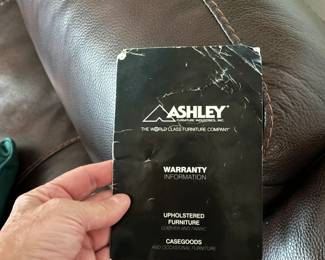 ASHLEY
FURNITURE INDUSTRIES, INC.
THE WORLD CLASS FURNITURE COMPANY
WARRANTY
INFORMATION
UPHOLSTERED
FURNITURE
LEATHER AND FABRIC
CASEGOODS
AND OCCASIONAL FURNITURE